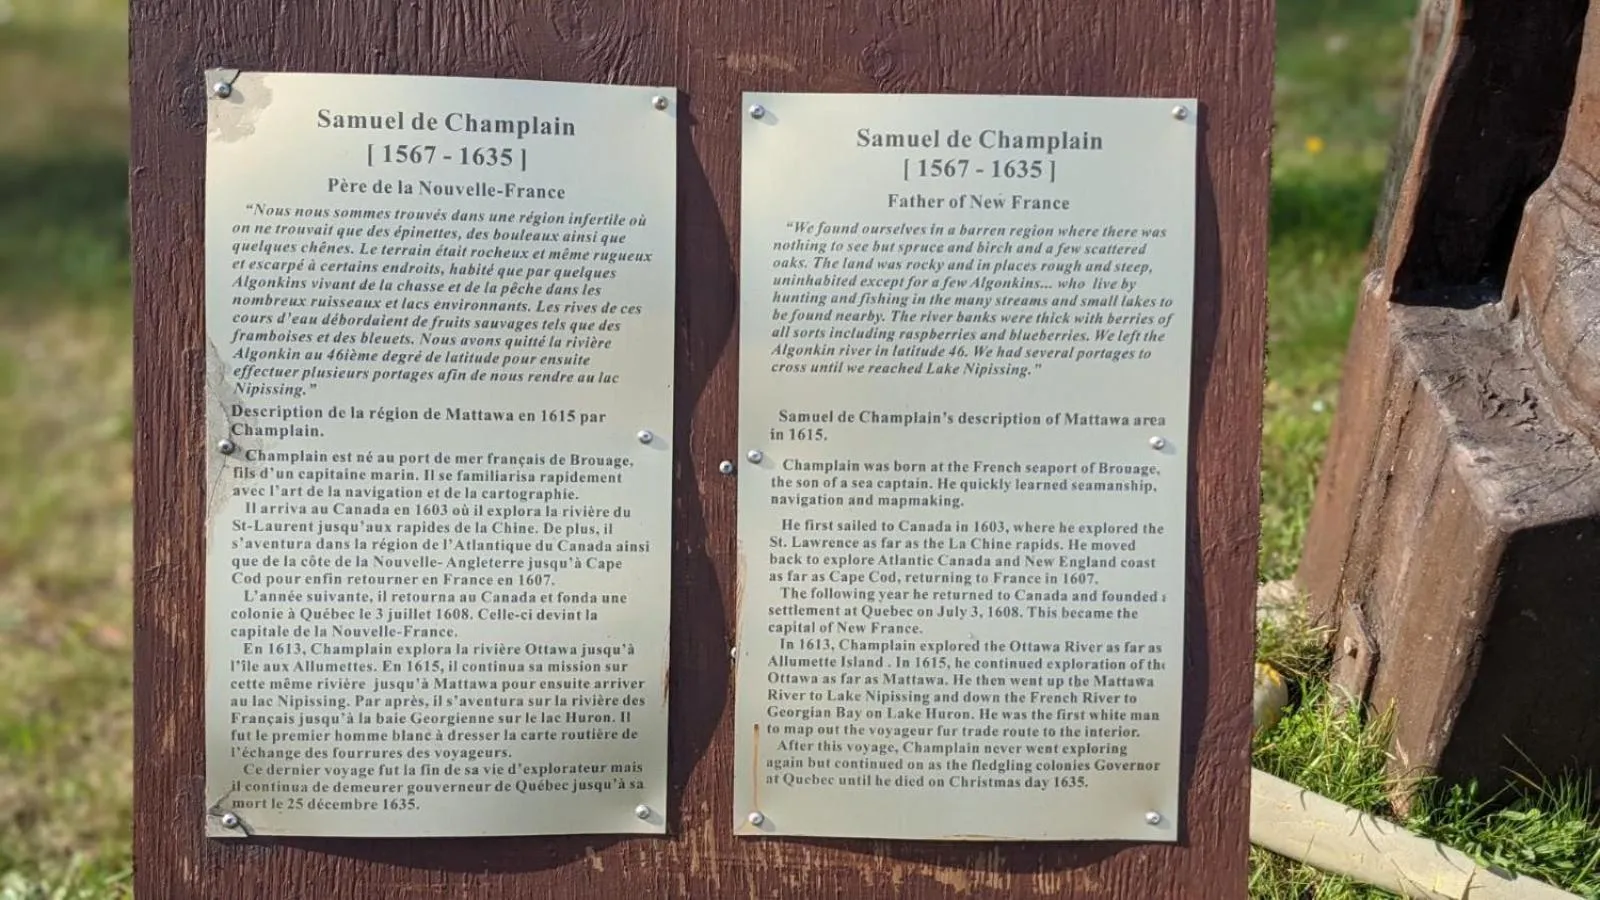 Samuel de Champlain
[ 1567 - 1635 ]
Père de la Nouvelle-France
“Nous nous sommes trouvés dans une région infertile où
on ne trouvait que des épinettes, des bouleaux ainsi que
quelques chênes. Le terrain était rocheux et même rugueux
et escarpé à certains endroits, habité que par quelques
Algonkins vivant de la chasse et de la pêche dans les
nombreux ruisseaux et lacs environnants. Les rives de ces
cours d’eau débordaient de fruits sauvages tels que des
framboises et des bleuets. Nous avons quitté la rivière
Algonkin au 46ième degré de latitude pour ensuite
effectuer plusieurs portages afin de nous rendre au lac
Nipissing.”
Description de la région de Mattawa en 1615 par
Champlain.
Champlain est né au port de mer français de Brouage,
fils d’un capitaine marin. Il se familiarisa rapidement
avec l’art de la navigation et de la cartographie.
Il arriva au Canada en 1603 où il explora la rivière du
St-Laurent jusqu’aux rapides de la Chine. De plus, il
s’aventura dans la région de l’Atlantique du Canada ainsi
que de la côte de la Nouvelle- Angleterre jusqu’à Cape
Cod pour enfin retourner en France en 1607.
L’année suivante, il retourna au Canada et fonda une
colonie à Québec le 3 juillet 1608. Celle-ci devint la
capitale de la Nouvelle-France.
En 1613, Champlain explora la rivière Ottawa jusqu’à
l’île aux Allumettes. En 1615, il continua sa mission sur
cette même rivière jusqu’à Mattawa pour ensuite arriver
au lac Nipissing. Par après, il s’aventura sur la rivière des
Français jusqu’à la baie Georgienne sur le lac Huron. Il
fut le premier homme blanc à dresser la carte routière de
l’échange des fourrures des voyageurs.
Ce dernier voyage fut la fin de sa vie d’explorateur mais
il continua de demeurer gouverneur de Québec jusqu’à sa
mort le 25 décembre 1635.
Samuel de Champlain
[ 1567 - 1635 ]
Father of New France
“We found ourselves in a barren region where there was
nothing to see but spruce and birch and a few scattered
oaks. The land was rocky and in places rough and steep,
uninhabited except for a few Algonkins... who live by
hunting and fishing in the many streams and small lakes to
be found nearby. The river banks were thick with berries of
all sorts including raspberries and blueberries. We left the
Algonkin river in latitude 46. We had several portages to
cross until we reached Lake Nipissing.”
Samuel de Champlain’s description of Mattawa area
in 1615.
Champlain was born at the French seaport of Brouage,
the son of a sea captain. He quickly learned seamanship,
navigation and mapmaking.
He first sailed to Canada in 1603, where he explored the
St. Lawrence as far as the La Chine rapids. He moved
back to explore Atlantic Canada and New England coast
as far as Cape Cod, returning to France in 1607.
The following year he returned to Canada and founded a
settlement at Quebec on July 3, 1608. This became the
capital of New France.
In 1613, Champlain explored the Ottawa River as far as
Allumette Island . In 1615, he continued exploration of the
Ottawa as far as Mattawa. He then went up the Mattawa
River to Lake Nipissing and down the French River to
Georgian Bay on Lake Huron. He was the first white man
to map out the voyageur fur trade route to the interior.
After this voyage, Champlain never went exploring
again but continued on as the fledgling colonies Governor
at Quebec until he died on Christmas day 1635.